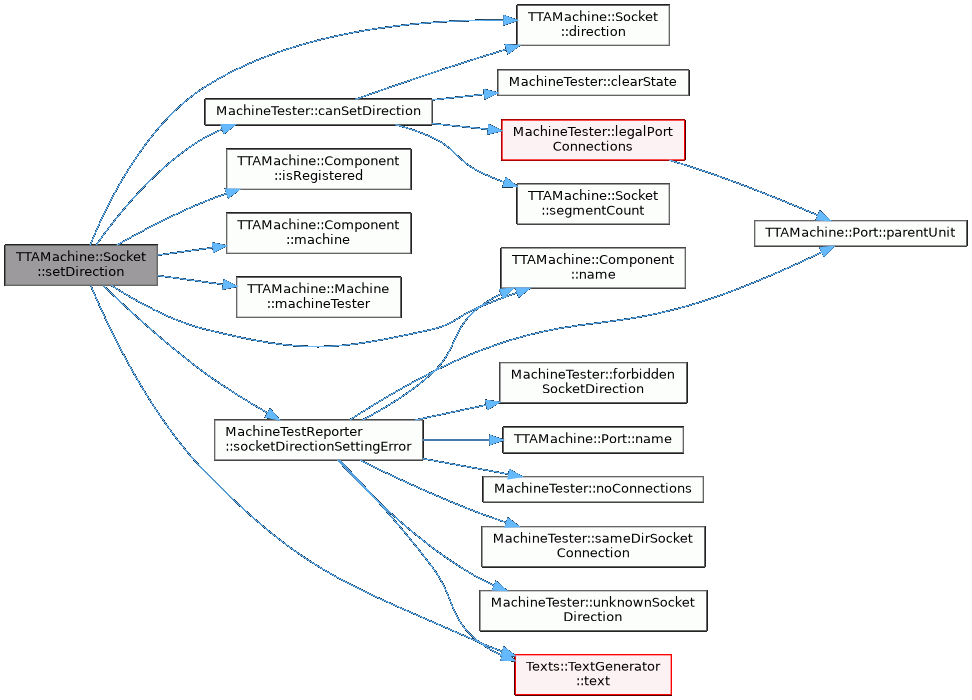 TTAMachine::Socket
::setDirection
MachineTester::canSetDirection
TTAMachine::Component
::isRegistered
TTAMachine::Component
::machine
TTAMachine::Machine
::machineTester
MachineTestReporter
::socketDirectionSettingError
TTAMachine::Socket
::direction
MachineTester::clearState
MachineTester::legalPort
Connections
TTAMachine::Socket
::segmentCount
TTAMachine::Component
::name
MachineTester::forbidden
SocketDirection
TTAMachine::Port::name
MachineTester::noConnections
MachineTester::sameDirSocket
Connection
MachineTester::unknownSocket
Direction
Texts::TextGenerator
::text
TTAMachine::Port::parentUnit